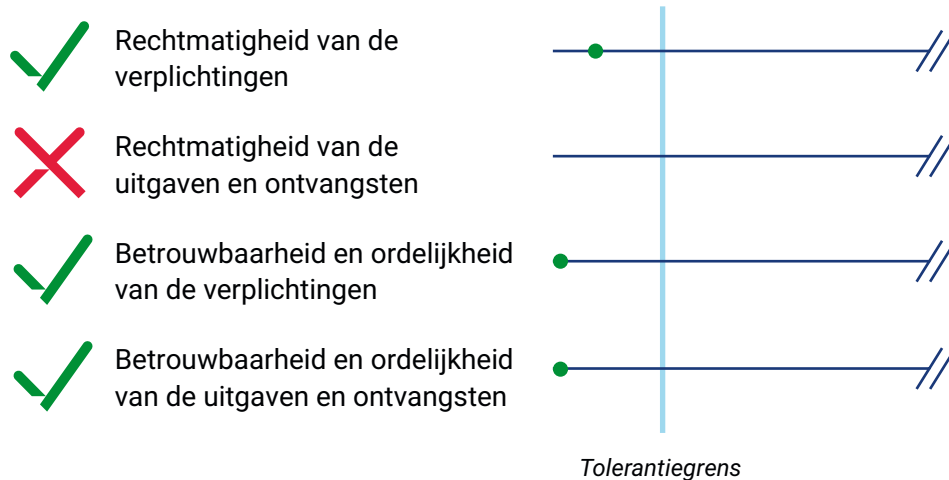 Rechtmatigheid van de
verplichtingen
Rechtmatigheid van de
uitgaven en ontvangsten
Betrouwbaarheid en ordelijkheid
van de verplichtingen
Betrouwbaarheid en ordelijkheid
van de uitgaven en ontvangsten
Tolerantiegrens